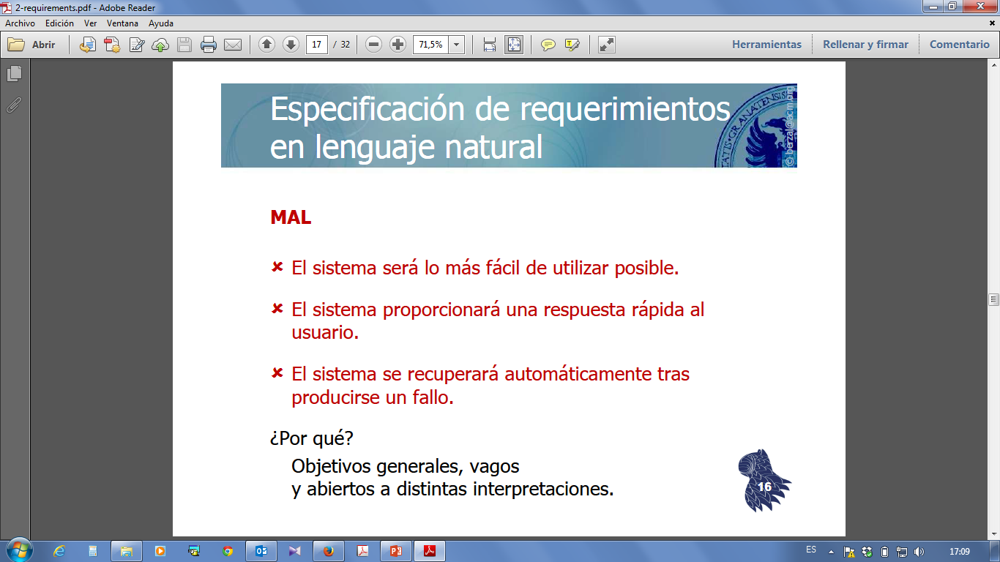 2-requirements.pdf - Adobe Reader
Archivo Edición Ver Ventana Ayuda
Abrir 17 / 32 71,5% Herramientas Rellenar y firmar Comentario
Especificación de requerimientos
en lenguaje natural
TATIS·GRANATENSIS
© berzal@acm.org
MAL
El sistema será lo más fácil de utilizar posible.
El sistema proporcionará una respuesta rápida al
usuario.
El sistema se recuperará automáticamente tras
producirse un fallo.
¿Por qué?
Objetivos generales, vagos
y abiertos a distintas interpretaciones.
16
ES 17:09